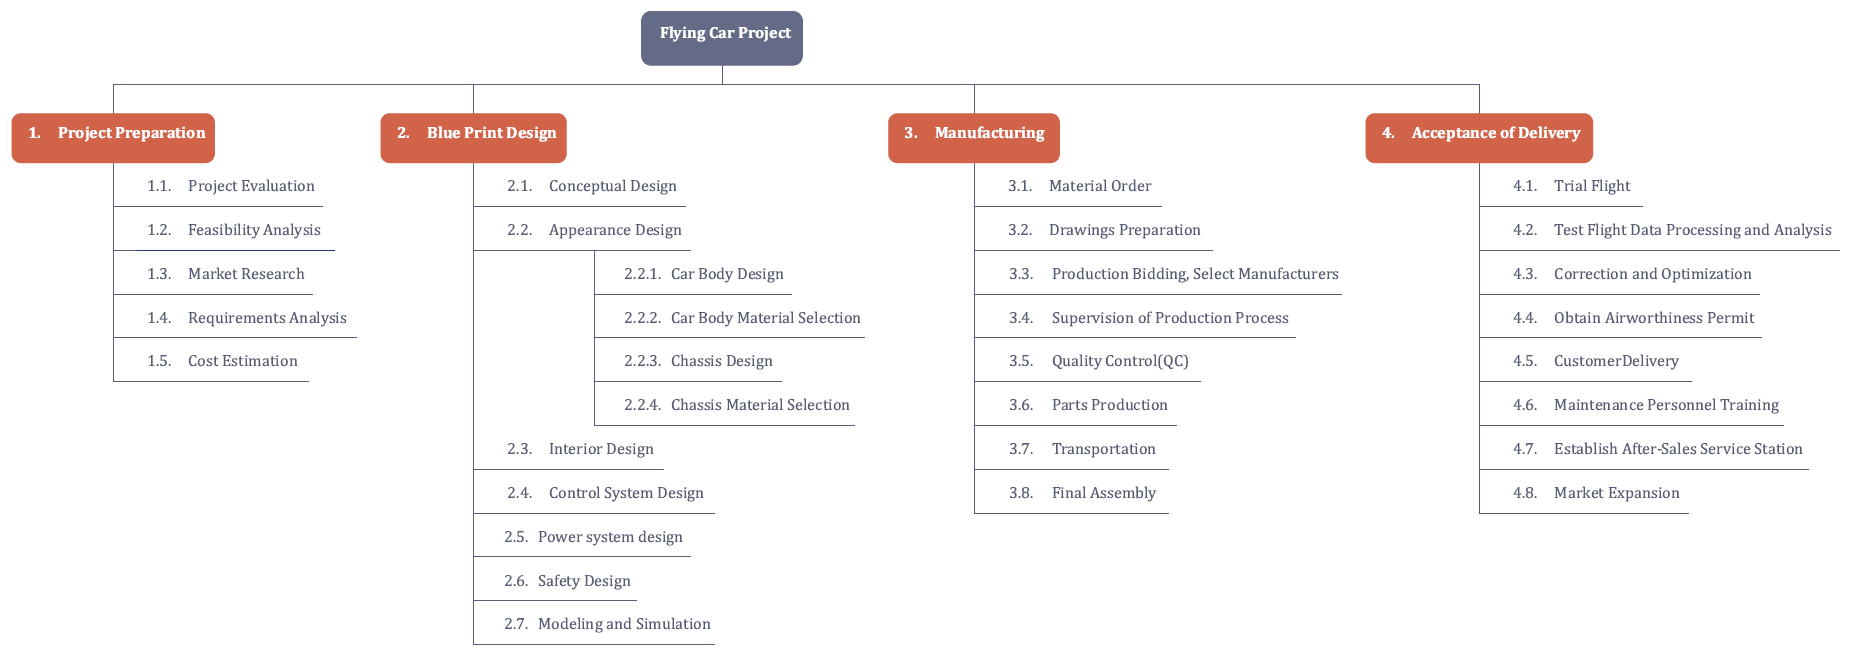 Flying Car Project
1. Project Preparation
1.1. Project Evaluation
1.2. Feasibility Analysis
1.3. Market Research
1.4. Requirements Analysis
1.5. Cost Estimation
2. Blue Print Design
2.1. Conceptual Design
2.2. Appearance Design
2.2.1. Car Body Design
2.2.2. Car Body Material Selection
2.2.3. Chassis Design
2.2.4. Chassis Material Selection
2.3. Interior Design
2.4. Control System Design
2.5. Power system design
2.6. Safety Design
2.7. Modeling and Simulation
3. Manufacturing
3.1. Material Order
3.2. Drawings Preparation
3.3. Production Bidding, Select Manufacturers
3.4. Supervision of Production Process
3.5. Quality Control(QC)
3.6. Parts Production
3.7. Transportation
3.8. Final Assembly
4. Acceptance of Delivery
4.1. Trial Flight
4.2. Test Flight Data Processing and Analysis
4.3. Correction and Optimization
4.4. Obtain Airworthiness Permit
4.5. CustomerDelivery
4.6. Maintenance Personnel Training
4.7. Establish After-Sales Service Station
4.8. Market Expansion